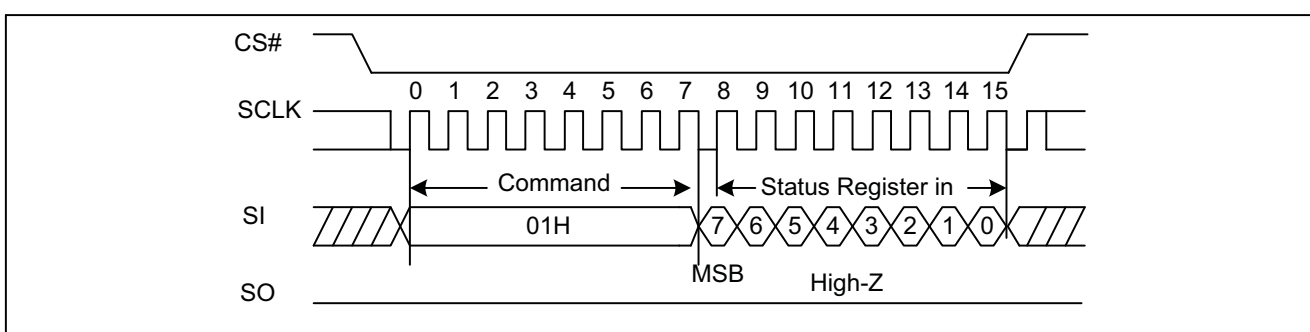 CS#
0 1 2 3 4 5 6 7 8 9 10 11 12 13 14 15
SCLK
Command Status Register in
SI 01H 7 6 5 4 3 2 1 0
MSB High-Z
SO